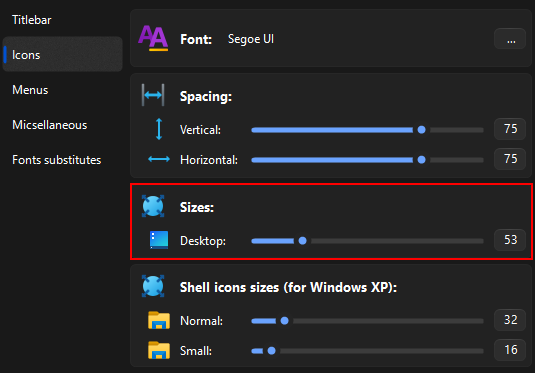 Titlebar
Icons
Menus
Micsellaneous
Fonts substitutes
Font: Segoe UI ...
Spacing:
Vertical: 75
Horizontal: 75
Sizes:
Desktop: 53
Shell icons sizes (for Windows XP):
Normal: 32
Small: 16